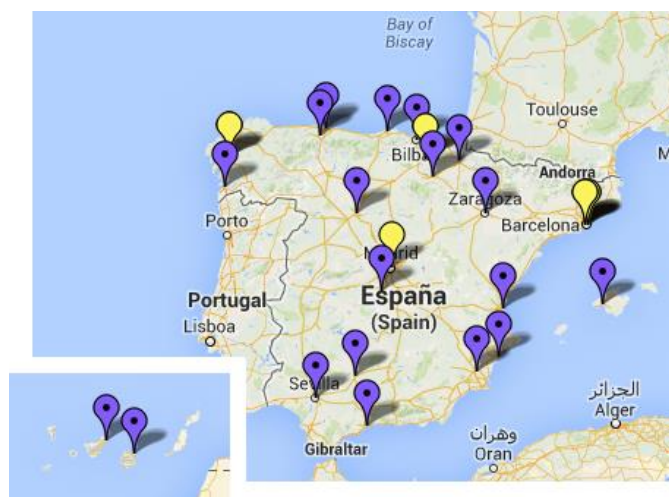 Bay of
Biscay
Toulouse
Bilb
Andorra
Zaragoza
Porto
Barcelona
Madrid
España
(Spain)
Portugal
Lisboa
Sevilla
Gibraltar
الجزائر
Alger
وهران
Oran
M